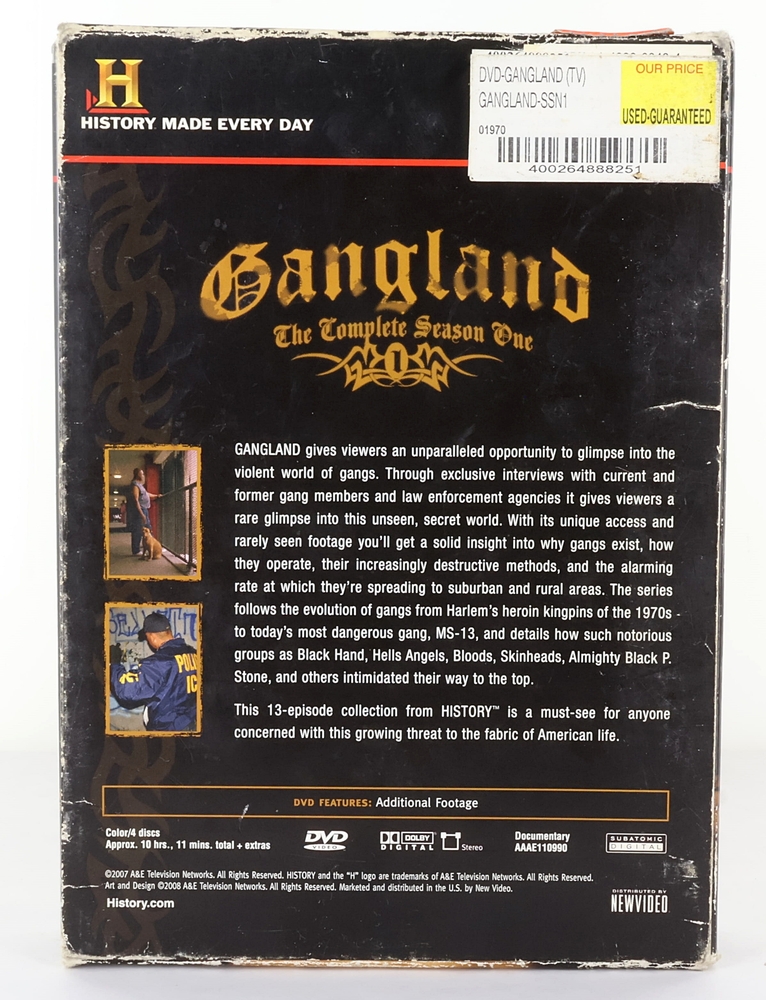 H
HISTORY MADE EVERY DAY
DVD-GANGLAND (TV)
GANGLAND-SSN1
OUR PRICE
USED-GUARANTEED
01970
400264888251
Gangland
The Complete Season One
1
GANGLAND gives viewers an unparalleled opportunity to glimpse into the
violent world of gangs. Through exclusive interviews with current and
former gang members and law enforcement agencies it gives viewers a
rare glimpse into this unseen, secret world. With its unique access and
rarely seen footage you'll get a solid insight into why gangs exist, how
they operate, their increasingly destructive methods, and the alarming
rate at which they're spreading to suburban and rural areas. The series
follows the evolution of gangs from Harlem's heroin kingpins of the 1970s
to today's most dangerous gang, MS-13, and details how such notorious
groups as Black Hand, Hells Angels, Bloods, Skinheads, Almighty Black P.
Stone, and others intimidated their way to the top.
This 13-episode collection from HISTORY™ is a must-see for anyone
concerned with this growing threat to the fabric of American life.
POLI
IC
DVD FEATURES: Additional Footage
Color/4 discs
Approx. 10 hrs., 11 mins. total + extras
DVD
VIDEO
DOLBY
DIGITAL
Stereo
Documentary
AAAE110990
SUBATOMIC
DIGITAL
©2007 A&E Television Networks. All Rights Reserved. HISTORY and the "H" logo are trademarks of A&E Television Networks. All Rights Reserved.
Art and Design ©2008 A&E Television Networks. All Rights Reserved. Marketed and distributed in the U.S. by New Video.
History.com
DISTRIBUTED BY
NEWVIDEO